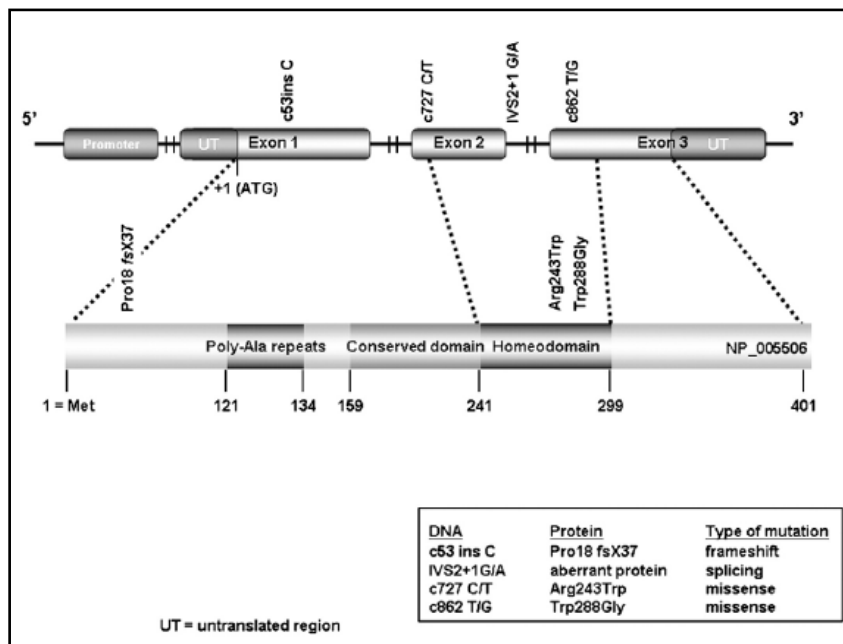 c53ins C
c727 C/T
IVS2+1 G/A
c862 T/G
5'
3'
Promoter
UT
Exon 1
Exon 2
Exon 3
UT
+1 (ATG)
Pro18 fsX37
Arg243Trp
Trp288Gly
Poly-Ala repeats
Conserved domain
Homeodomain
NP_005506
1 = Met
121
134
159
241
299
401
DNA Protein Type of mutation
c53 ins C Pro18 fsX37 frameshift
IVS2+1G/A aberrant protein splicing
c727 C/T Arg243Trp missense
c862 T/G Trp288Gly missense
UT = untranslated region